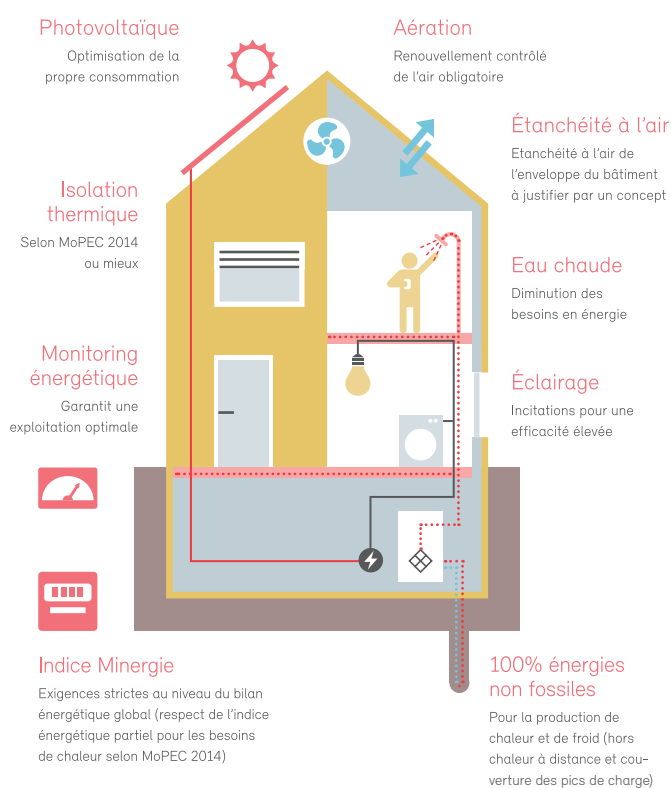 Photovoltaïque
Optimisation de la
propre consommation
Aération
Renouvellement contrôlé
de l'air obligatoire
Étanchéité à l'air
Etanchéité à l'air de
l'enveloppe du bâtiment
à justifier par un concept
Isolation
thermique
Selon MoPEC 2014
ou mieux
Eau chaude
Diminution des
besoins en énergie
Monitoring
énergétique
Garantit une
exploitation optimale
Éclairage
Incitations pour une
efficacité élevée
Indice Minergie
Exigences strictes au niveau du bilan
énergétique global (respect de l'indice
énergétique partiel pour les besoins
de chaleur selon MoPEC 2014)
100% énergies
non fossiles
Pour la production de
chaleur et de froid (hors
chaleur à distance et cou-
verture des pics de charge)